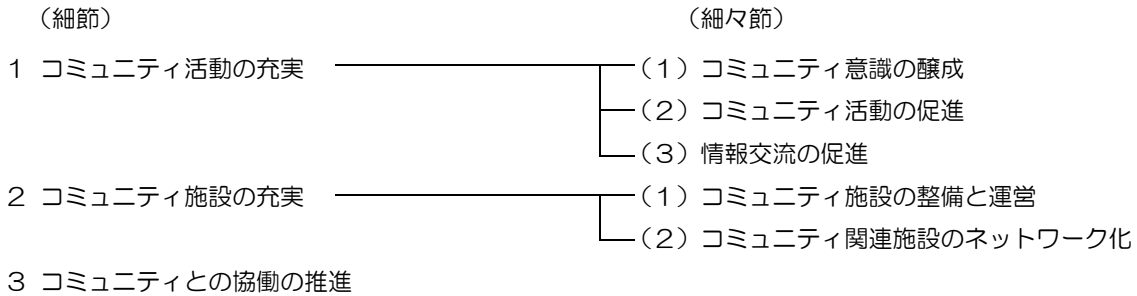 （細節） （細々節）
１ コミュニティ活動の充実 （１）コミュニティ意識の醸成
（２）コミュニティ活動の促進
（３）情報交流の促進
２ コミュニティ施設の充実 （１）コミュニティ施設の整備と運営
（２）コミュニティ関連施設のネットワーク化
３ コミュニティとの協働の推進